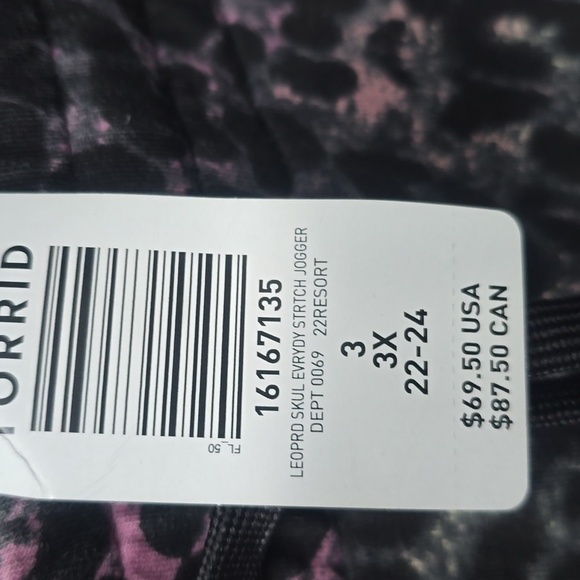 TORRID
FL_50
16167135
LEOPRD SKUL EVRYDY STRTCH JOGGER
DEPT 0069 22RESORT
3
3X
22-24
$69.50 USA
$87.50 CAN